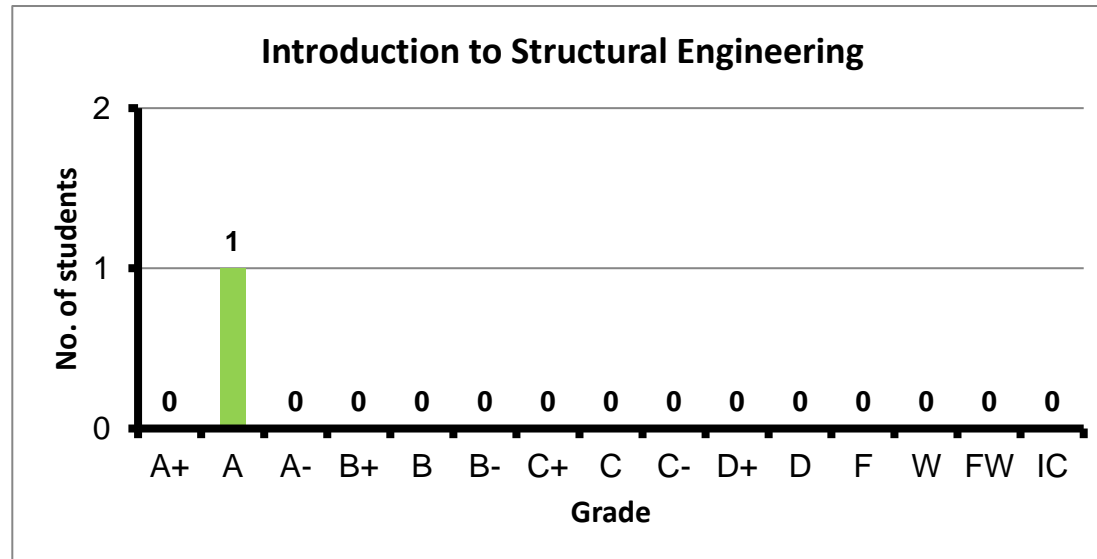 Introduction to Structural Engineering
2
1
0
No. of students
0 1 0 0 0 0 0 0 0 0 0 0 0 0 0
A+ A A- B+ B B- C+ C C- D+ D F W FW IC
Grade